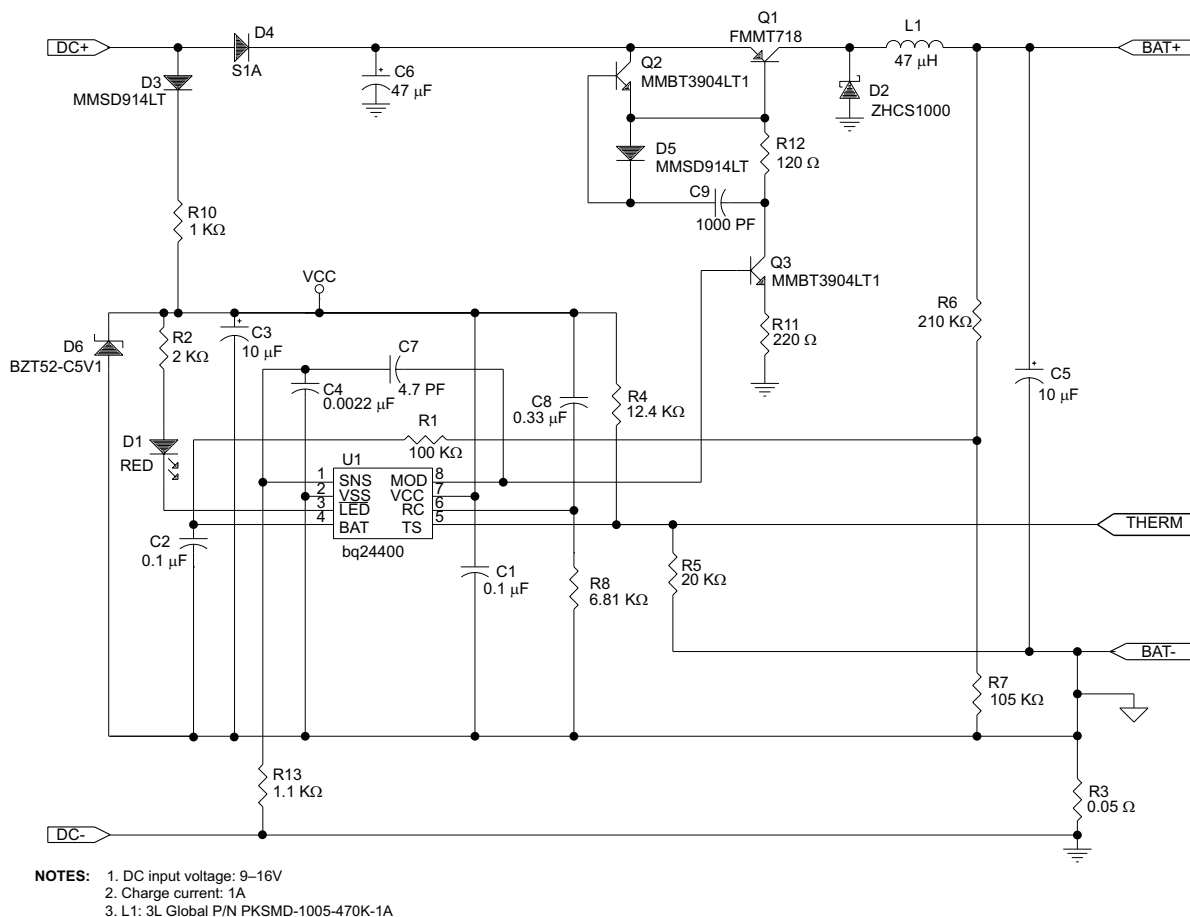 DC+
D4
S1A
D3
MMSD914LT
C6
+
47 μF
Q1
FMMT718
Q2
MMBT3904LT1
L1
47 μH
BAT+
D2
ZHCS1000
D5
MMSD914LT
R12
120 Ω
C9
1000 PF
R10
1 KΩ
Q3
MMBT3904LT1
VCC
R6
210 KΩ
R11
220 Ω
D6
BZT52-C5V1
R2
2 KΩ
+
C3
10 μF
C7
4.7 PF
C4
0.0022 μF
C8
0.33 μF
R4
12.4 KΩ
+
C5
10 μF
R1
100 KΩ
D1
RED
U1
1 SNS MOD 8
2 VSS VCC 7
3 LED RC 6
4 BAT TS 5
bq24400
THERM
C2
0.1 μF
C1
0.1 μF
R8
6.81 KΩ
R5
20 KΩ
BAT-
R7
105 KΩ
R13
1.1 KΩ
R3
0.05 Ω
DC-
NOTES: 1. DC input voltage: 9–16V
2. Charge current: 1A
3. L1: 3L Global P/N PKSMD-1005-470K-1A